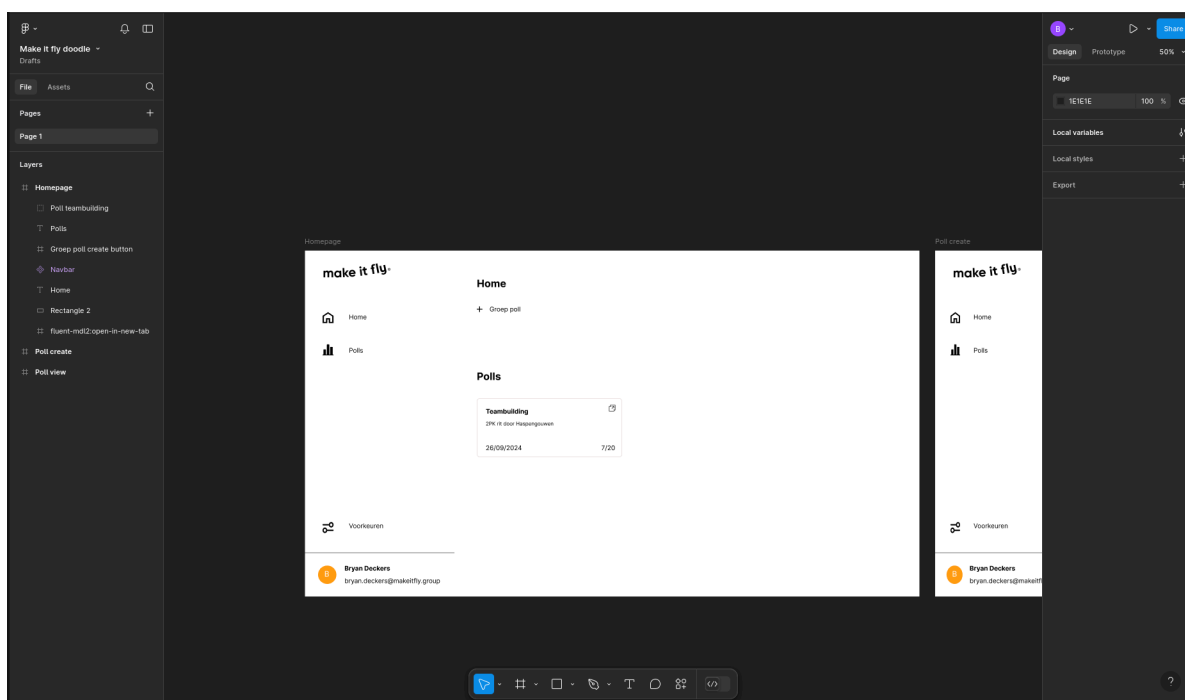 Make it fly doodle
Drafts
File
Assets
Pages
Page 1
Layers
Homepage
Poll teambuilding
Polls
Groep poll create button
Navbar
Home
Rectangle 2
fluent-mdl2:open-in-new-tab
Poll create
Poll view
Homepage
make it fly
Home
Polls
Voorkeuren
B
Bryan Deckers
bryan.deckers@makeitfly.group
Home
+ Groep poll
Polls
Teambuilding
2PK rit door Haspengouwen
26/09/2024
7/20
Poll create
make it fly
Home
Polls
Voorkeuren
B
Bryan Deckers
bryan.deckers@makeitfl
B
Share
Design
Prototype
50%
Page
1E1E1E
100 %
Local variables
Local styles
Export
?